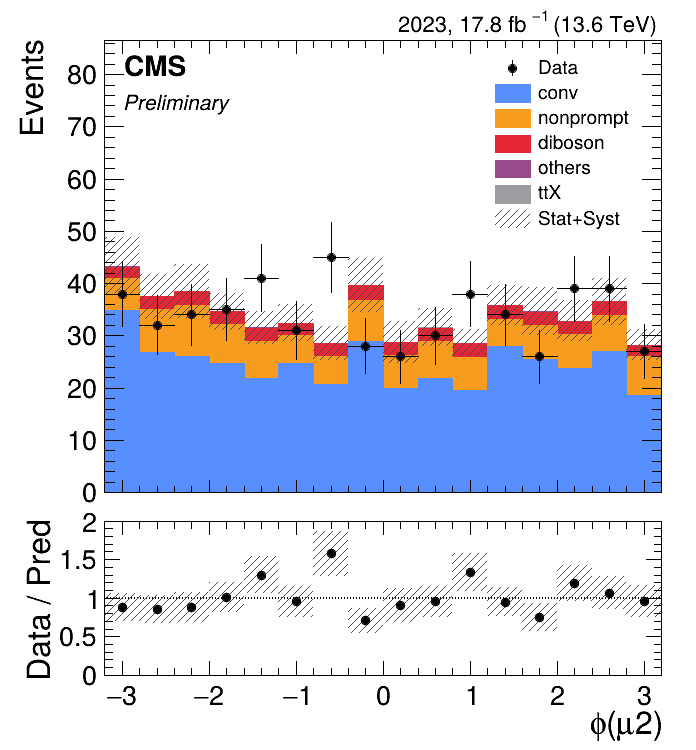 2023, 17.8 fb⁻¹ (13.6 TeV)
CMS
Preliminary
Data
conv
nonprompt
diboson
others
ttX
Stat+Syst
Events
80
70
60
50
40
30
20
10
0
Data / Pred
2
1.5
1
0.5
0
−3 −2 −1 0 1 2 3
ϕ(μ2)